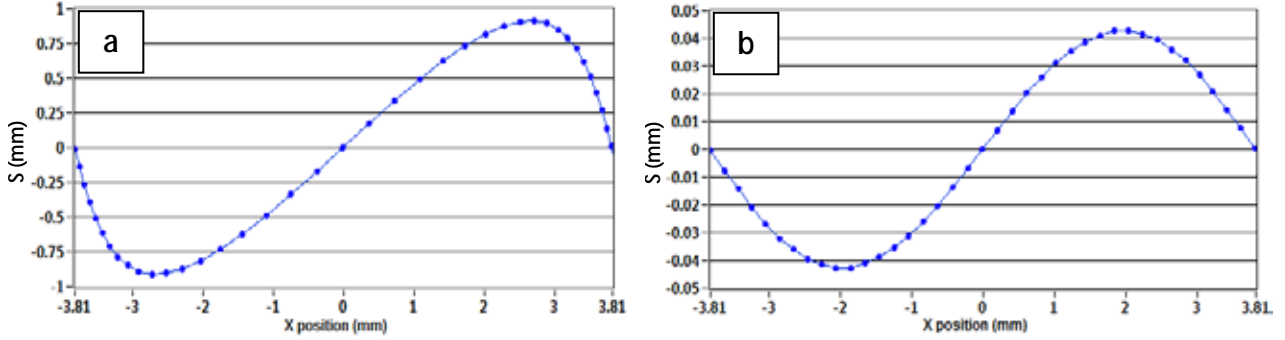 a
S (mm)
1
0.75
0.5
0.25
0
-0.25
-0.5
-0.75
-1
-3.81 -3 -2 -1 0 1 2 3 3.81
X position (mm)
b
S (mm)
0.05
0.04
0.03
0.02
0.01
0
-0.01
-0.02
-0.03
-0.04
-0.05
-3.81 -3 -2 -1 0 1 2 3 3.81.
X position (mm)